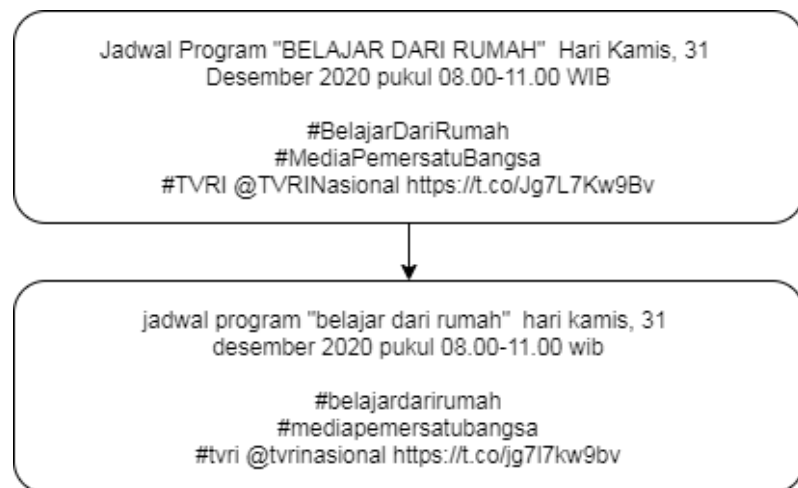 Jadwal Program "BELAJAR DARI RUMAH"  Hari Kamis, 31
Desember 2020 pukul 08.00-11.00 WIB
#BelajarDariRumah
#MediaPemersatuBangsa
#TVRI @TVRINasional https://t.co/Jg7L7Kw9Bv
jadwal program "belajar dari rumah"  hari kamis, 31
desember 2020 pukul 08.00-11.00 wib
#belajardarirumah
#mediapemersatubangsa
#tvri @tvrinasional https://t.co/jg7l7kw9bv